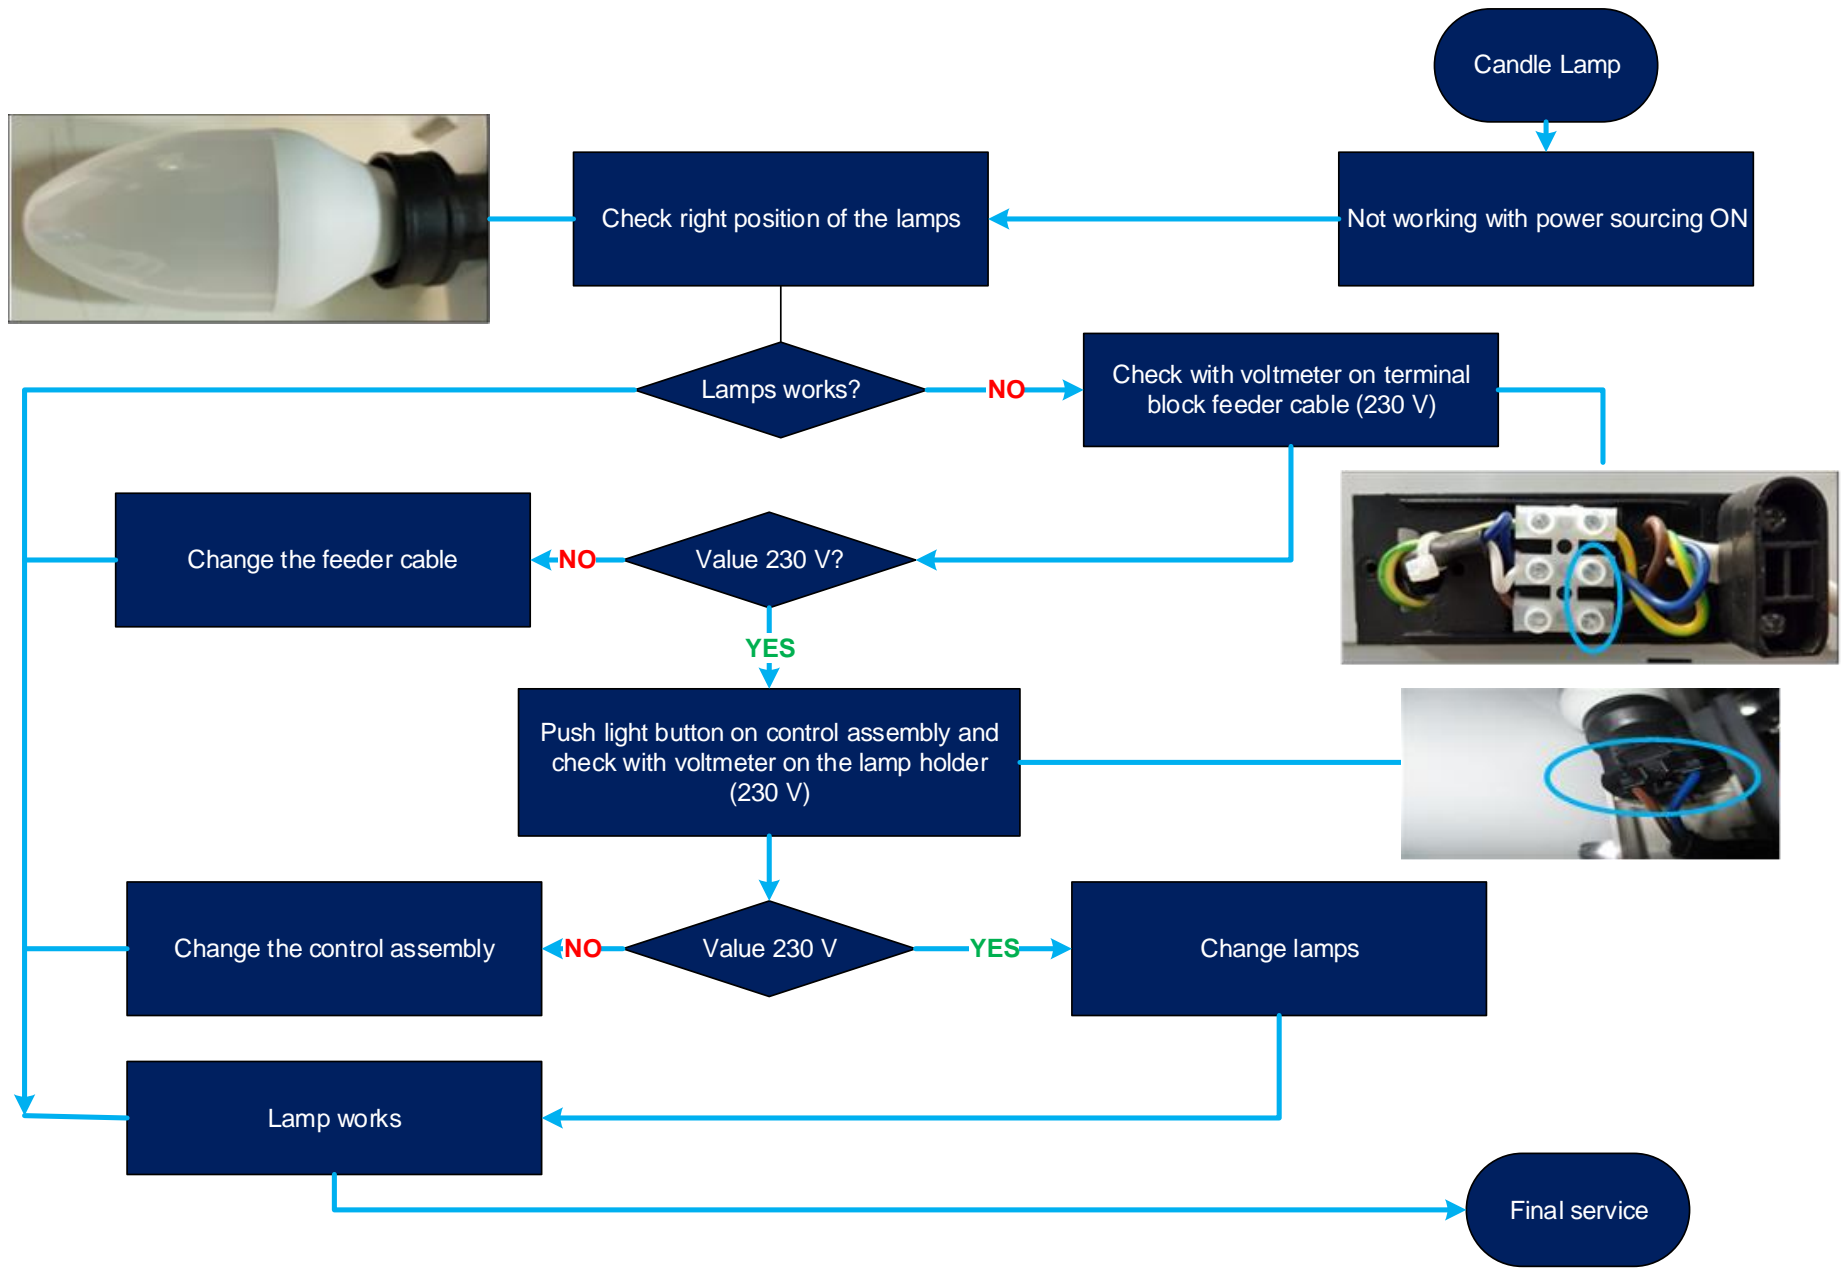 Candle Lamp
Not working with power sourcing ON
Check right position of the lamps
Lamps works?
NO
Check with voltmeter on terminal
block feeder cable (230 V)
Change the feeder cable
NO
Value 230 V?
YES
Push light button on control assembly and
check with voltmeter on the lamp holder
(230 V)
Change the control assembly
NO
Value 230 V
YES
Change lamps
Lamp works
Final service